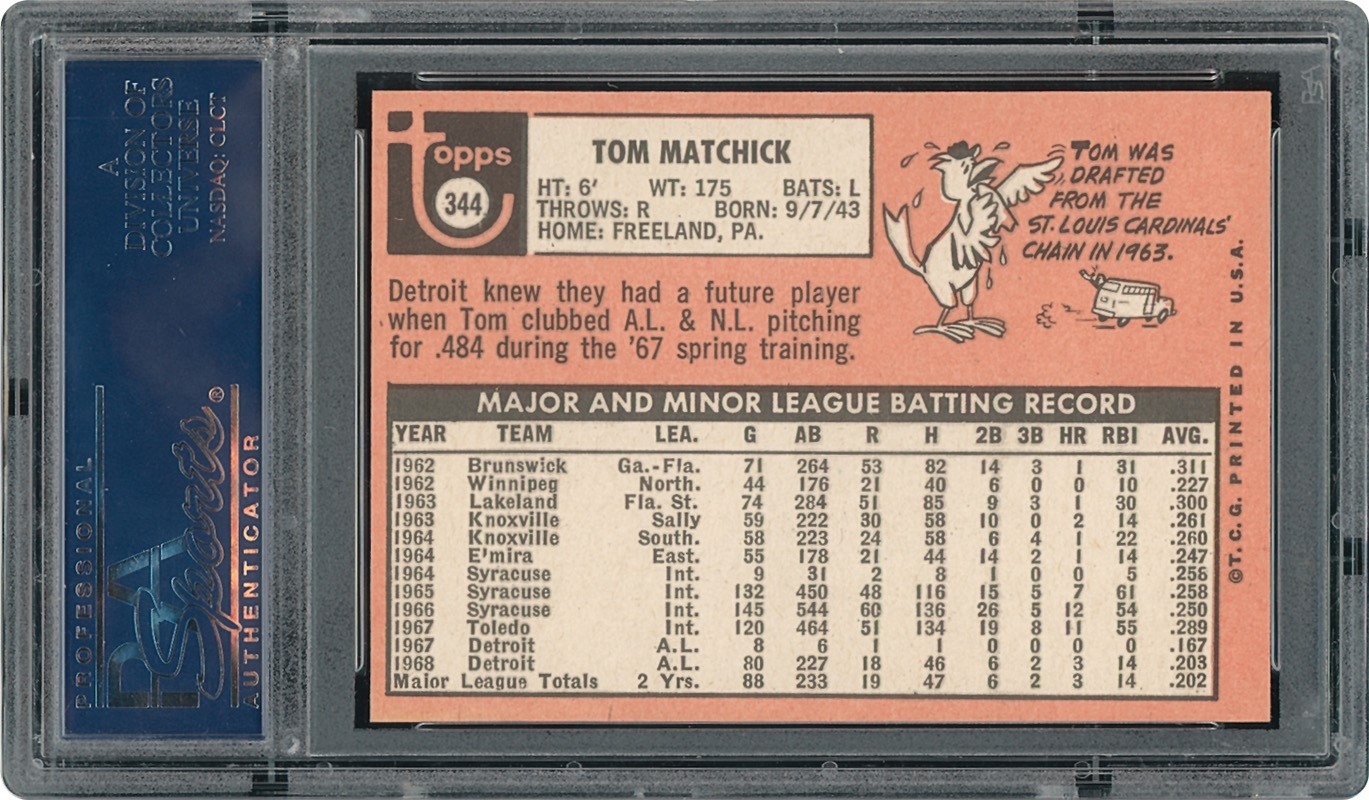 A
DIVISION OF
COLLECTORS
UNIVERSE
NASDAQ: CLCT
PROFESSIONAL
PSA
Sports®
AUTHENTICATOR
topps
344
TOM MATCHICK
HT: 6' WT: 175 BATS: L
THROWS: R BORN: 9/7/43
HOME: FREELAND, PA.
TOM WAS
DRAFTED
FROM THE
ST. LOUIS CARDINALS'
CHAIN IN 1963.
Detroit knew they had a future player
when Tom clubbed A.L. & N.L. pitching
for .484 during the '67 spring training.
MAJOR AND MINOR LEAGUE BATTING RECORD
YEAR TEAM LEA. G AB R H 2B 3B HR RBI AVG.
1962 Brunswick Ga.-Fla. 71 264 53 82 14 3 1 31 .311
1962 Winnipeg North. 44 176 21 40 6 0 0 10 .227
1963 Lakeland Fla. St. 74 284 51 85 9 3 1 30 .300
1963 Knoxville Sally 59 222 30 58 10 0 2 14 .261
1964 Knoxville South. 58 223 24 58 6 4 1 22 .260
1964 E'mira East. 55 178 21 44 14 2 1 14 .247
1964 Syracuse Int. 9 31 2 8 1 0 0 5 .258
1965 Syracuse Int. 132 450 48 116 15 5 7 61 .258
1966 Syracuse Int. 145 544 60 136 26 5 12 54 .250
1967 Toledo Int. 120 464 51 134 19 8 11 55 .289
1967 Detroit A.L. 8 6 1 1 0 0 0 0 .167
1968 Detroit A.L. 80 227 18 46 6 2 3 14 .203
Major League Totals 2 Yrs. 88 233 19 47 6 2 3 14 .202
©T.C.G. PRINTED IN U.S.A.
PSA